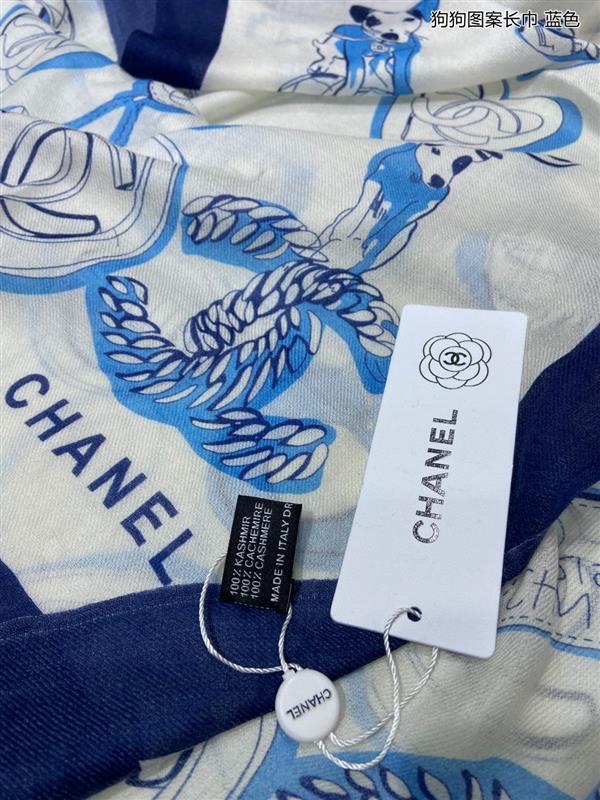 狗狗图案长巾 蓝色
CHANEL
CHANEL
100% KASHMIR
100% CACHEMIRE
100% CASHMERE
MADE IN ITALY DR
CHANEL